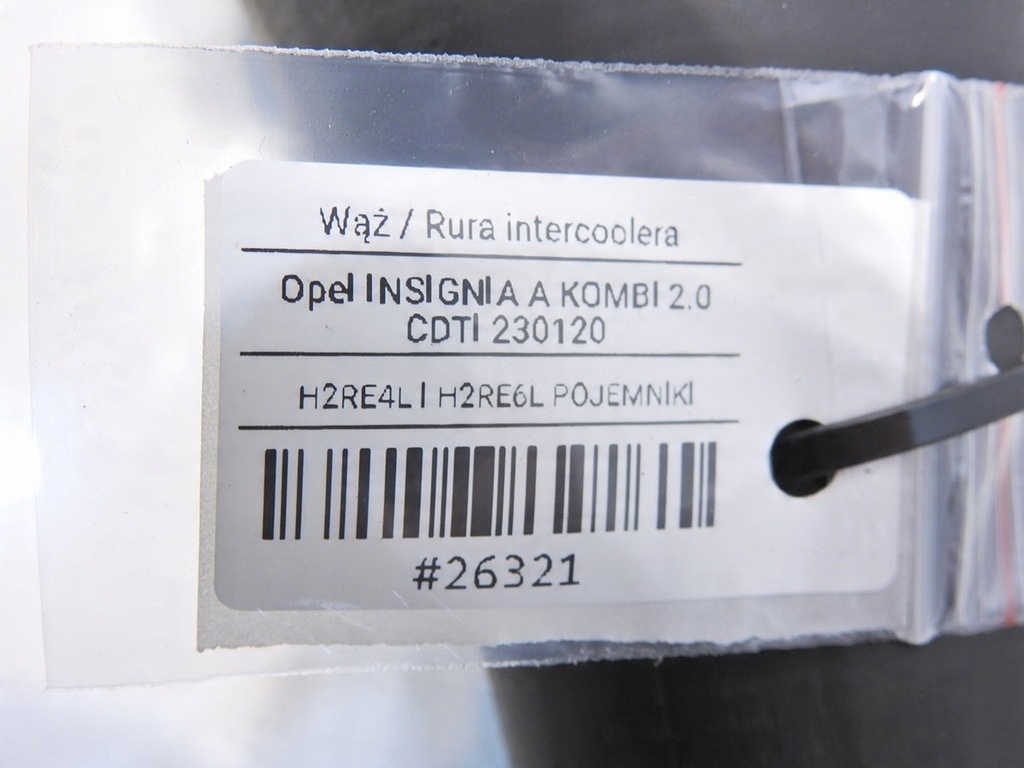 Wąż / Rura intercoolera
Opel INSIGNIA A KOMBI 2.0
CDTI 230120
H2RE4L | H2RE6L POJEMNIKI
#26321